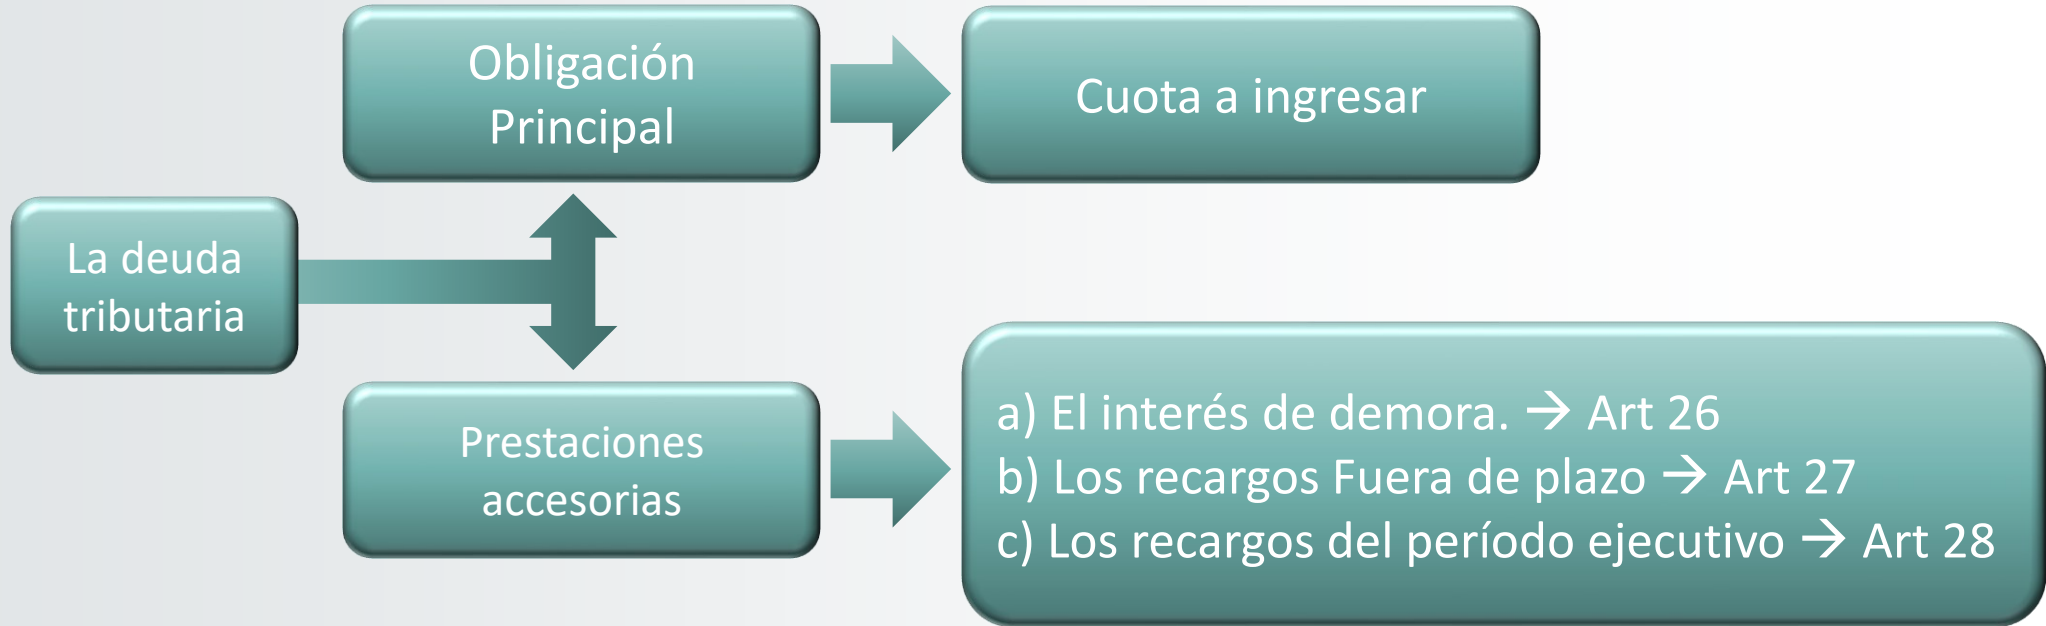 Obligación
Principal
Cuota a ingresar
La deuda
tributaria
Prestaciones
accesorias
a) El interés de demora. → Art 26
b) Los recargos Fuera de plazo → Art 27
c) Los recargos del período ejecutivo → Art 28